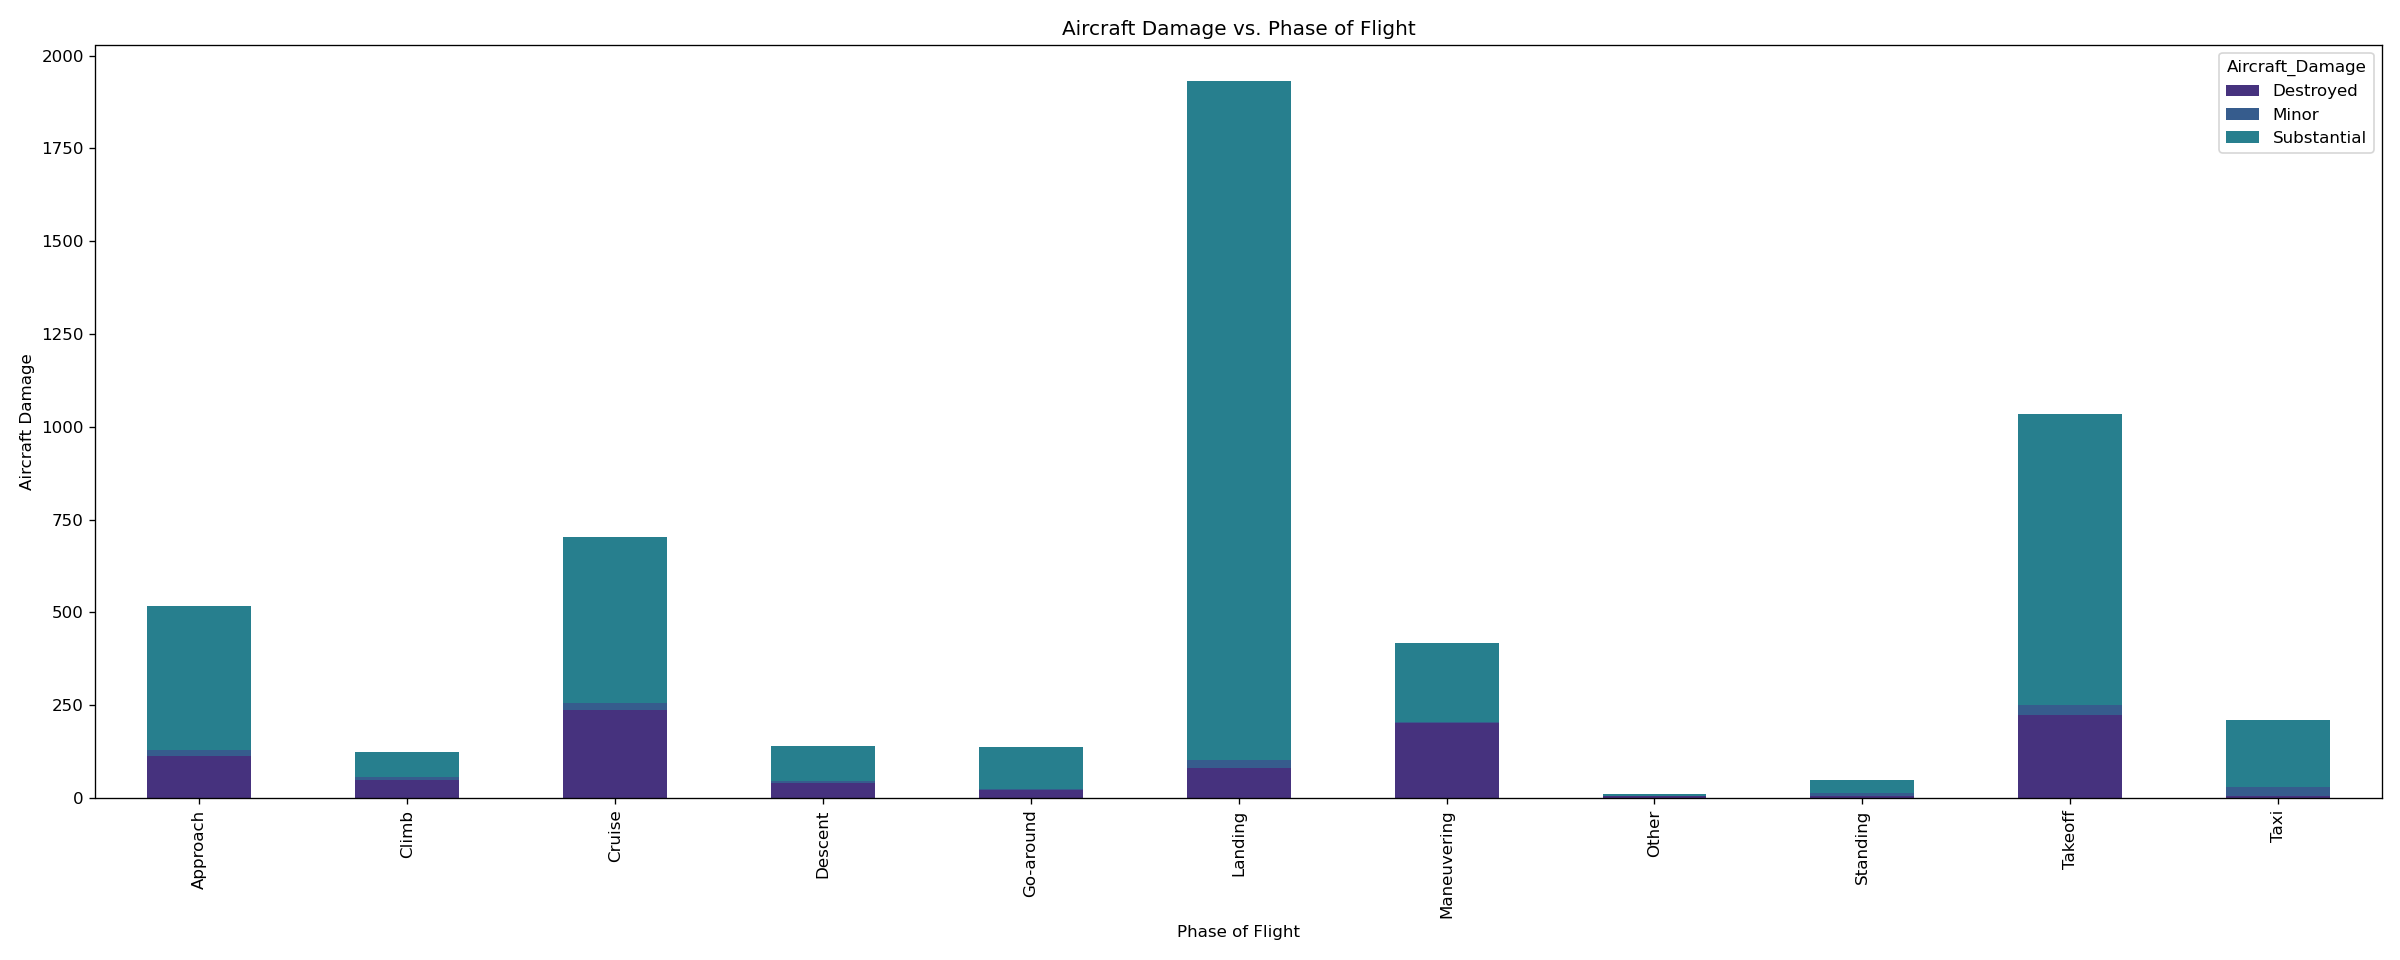 Aircraft Damage vs. Phase of Flight
Aircraft_Damage
Destroyed
Minor
Substantial
Aircraft Damage
2000
1750
1500
1250
1000
750
500
250
0
Approach
Climb
Cruise
Descent
Go-around
Landing
Maneuvering
Other
Standing
Takeoff
Taxi
Phase of Flight